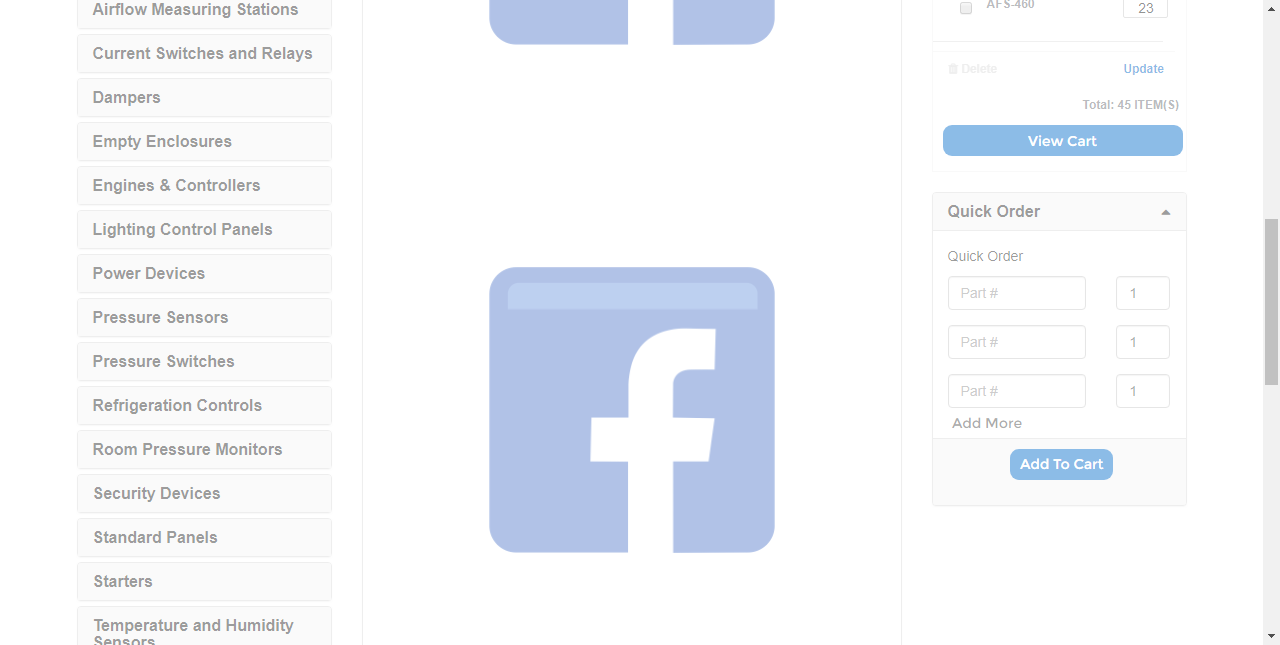 Airflow Measuring Stations
Current Switches and Relays
Dampers
Empty Enclosures
Engines & Controllers
Lighting Control Panels
Power Devices
Pressure Sensors
Pressure Switches
Refrigeration Controls
Room Pressure Monitors
Security Devices
Standard Panels
Starters
Temperature and Humidity
Sensors
f
AFS-460
23
Delete
Update
Total: 45 ITEM(S)
View Cart
Quick Order
Quick Order
Part #
1
Part #
1
Part #
1
Add More
Add To Cart